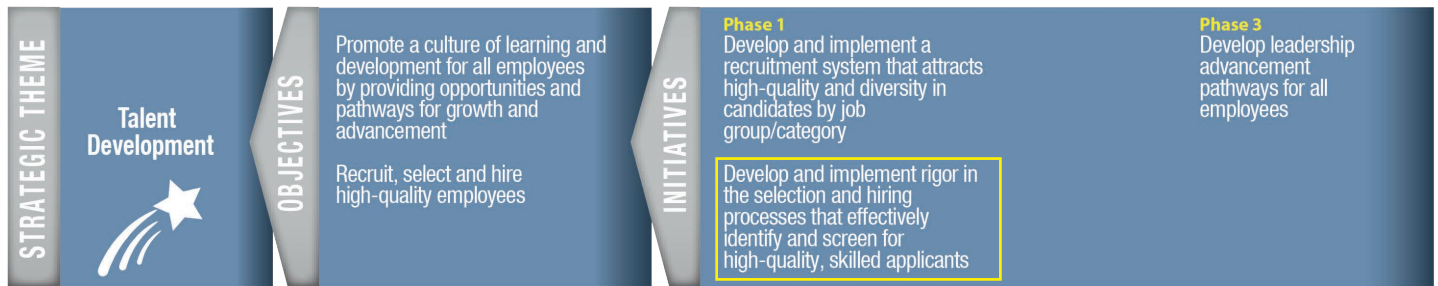 STRATEGIC THEME
Talent
Development
OBJECTIVES
Promote a culture of learning and
development for all employees
by providing opportunities and
pathways for growth and
advancement
Recruit, select and hire
high-quality employees
INITIATIVES
Phase 1
Develop and implement a
recruitment system that attracts
high-quality and diversity in
candidates by job
group/category
Develop and implement rigor in
the selection and hiring
processes that effectively
identify and screen for
high-quality, skilled applicants
Phase 3
Develop leadership
advancement
pathways for all
employees